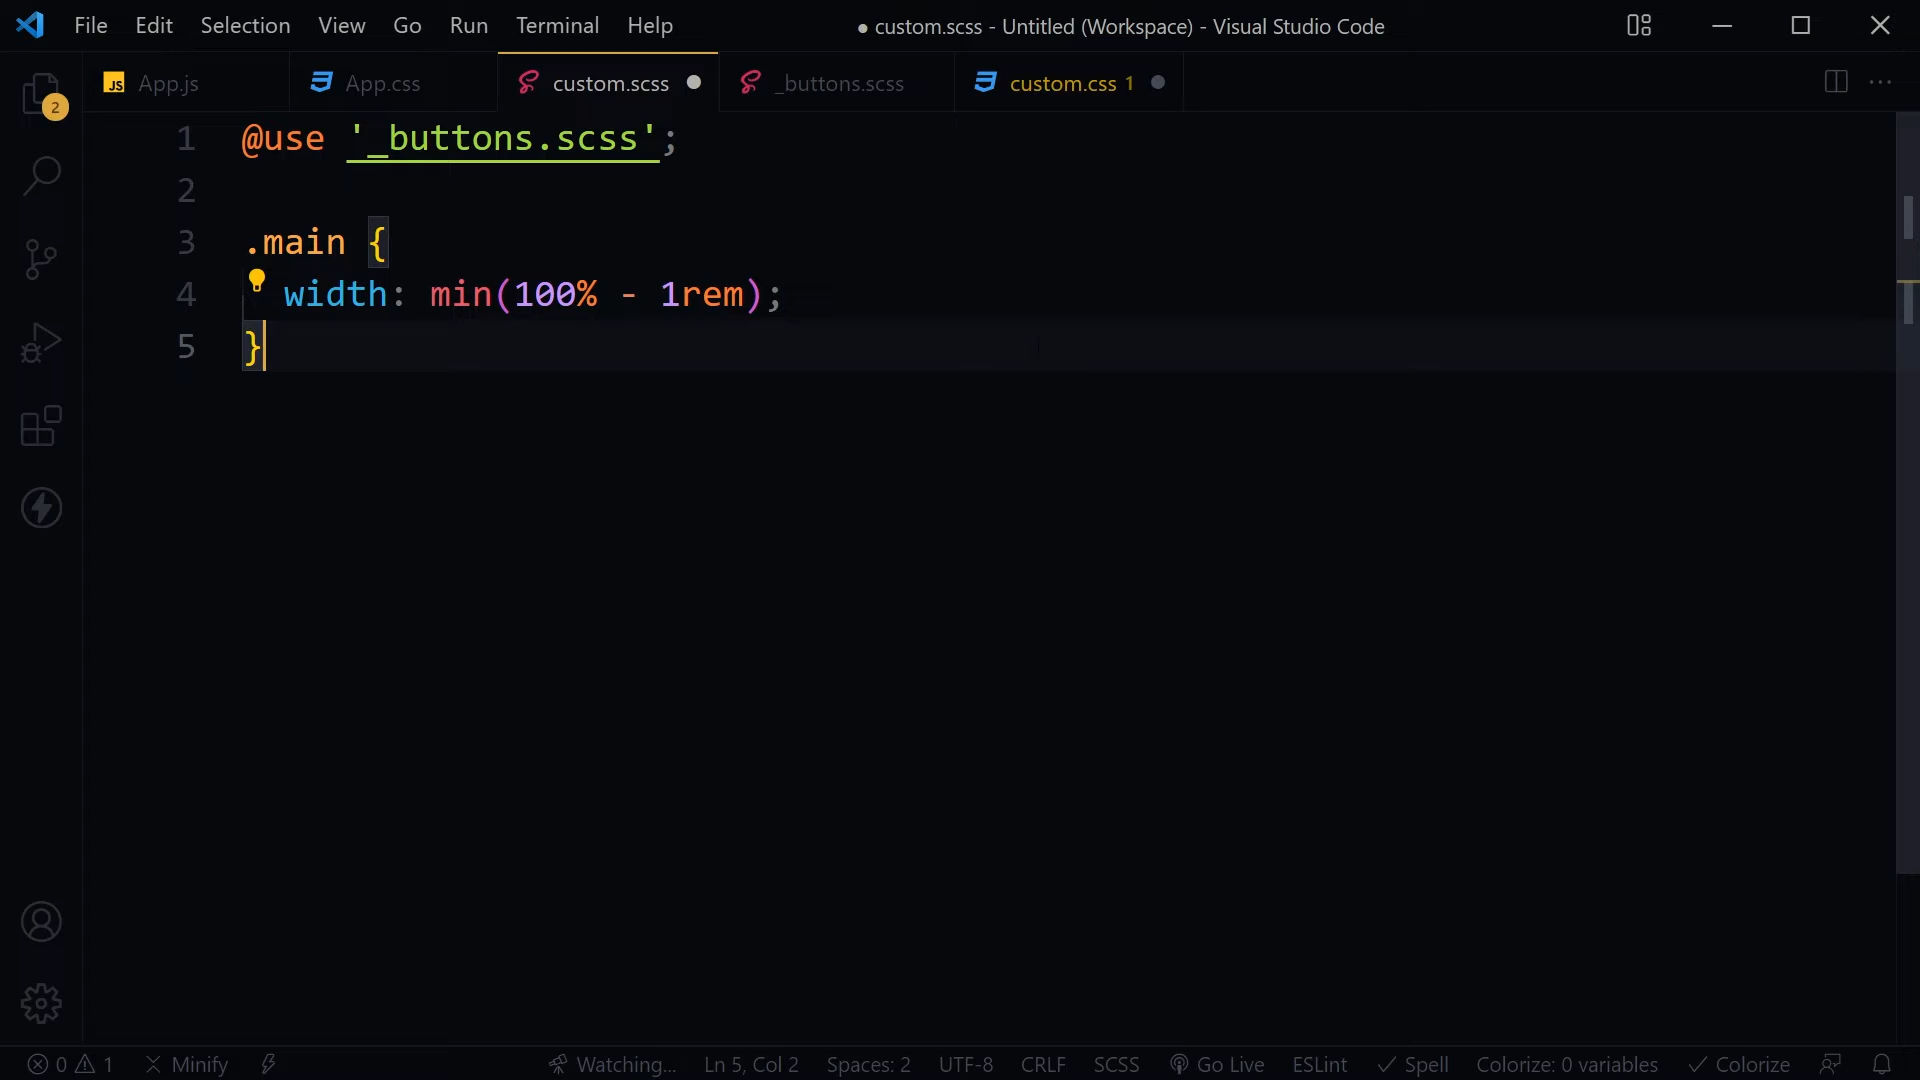 File Edit Selection View Go Run Terminal Help ● custom.scss - Untitled (Workspace) - Visual Studio Code
JS App.js App.css custom.scss ● _buttons.scss custom.css 1 ●
2
1 @use '_buttons.scss';
2
3 .main {
4 width: min(100% - 1rem);
5 }
0 1 Minify Watching... Ln 5, Col 2 Spaces: 2 UTF-8 CRLF SCSS Go Live ESLint Spell Colorize: 0 variables Colorize